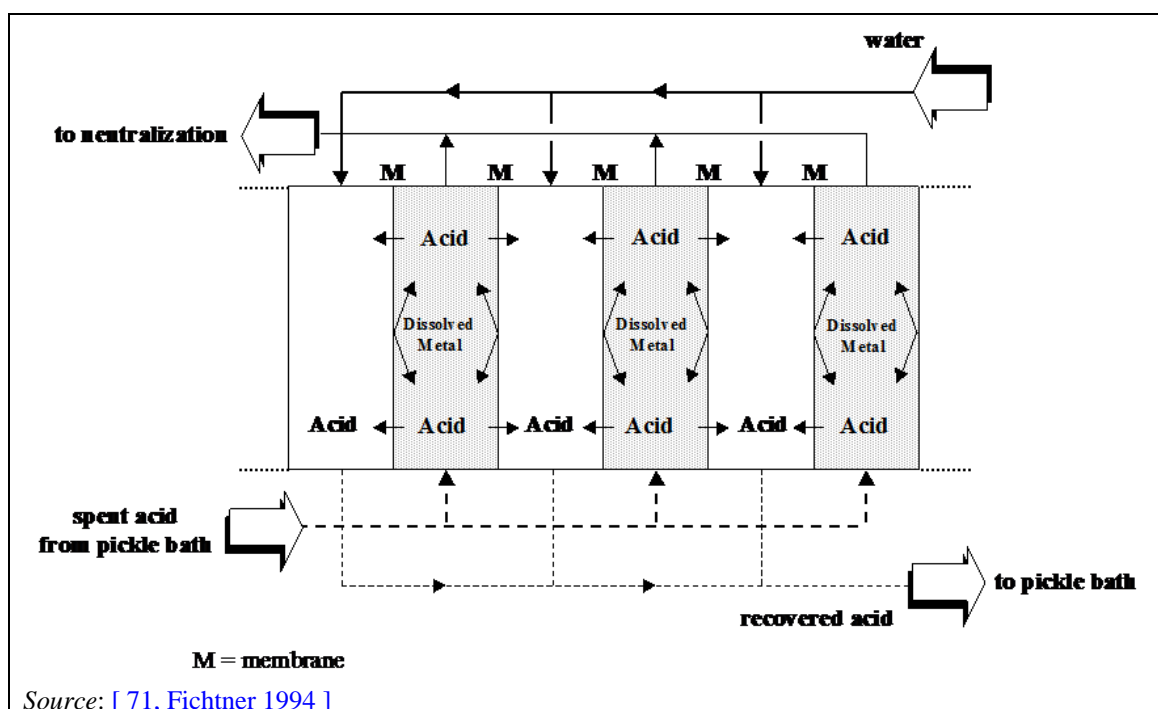 water
to neutralization
M M M M M
Acid Acid Acid
Dissolved Dissolved Dissolved
Metal Metal Metal
Acid Acid Acid Acid Acid Acid
spent acid
from pickle bath
to pickle bath
recovered acid
M = membrane
Source: [ 71, Fichtner 1994 ]